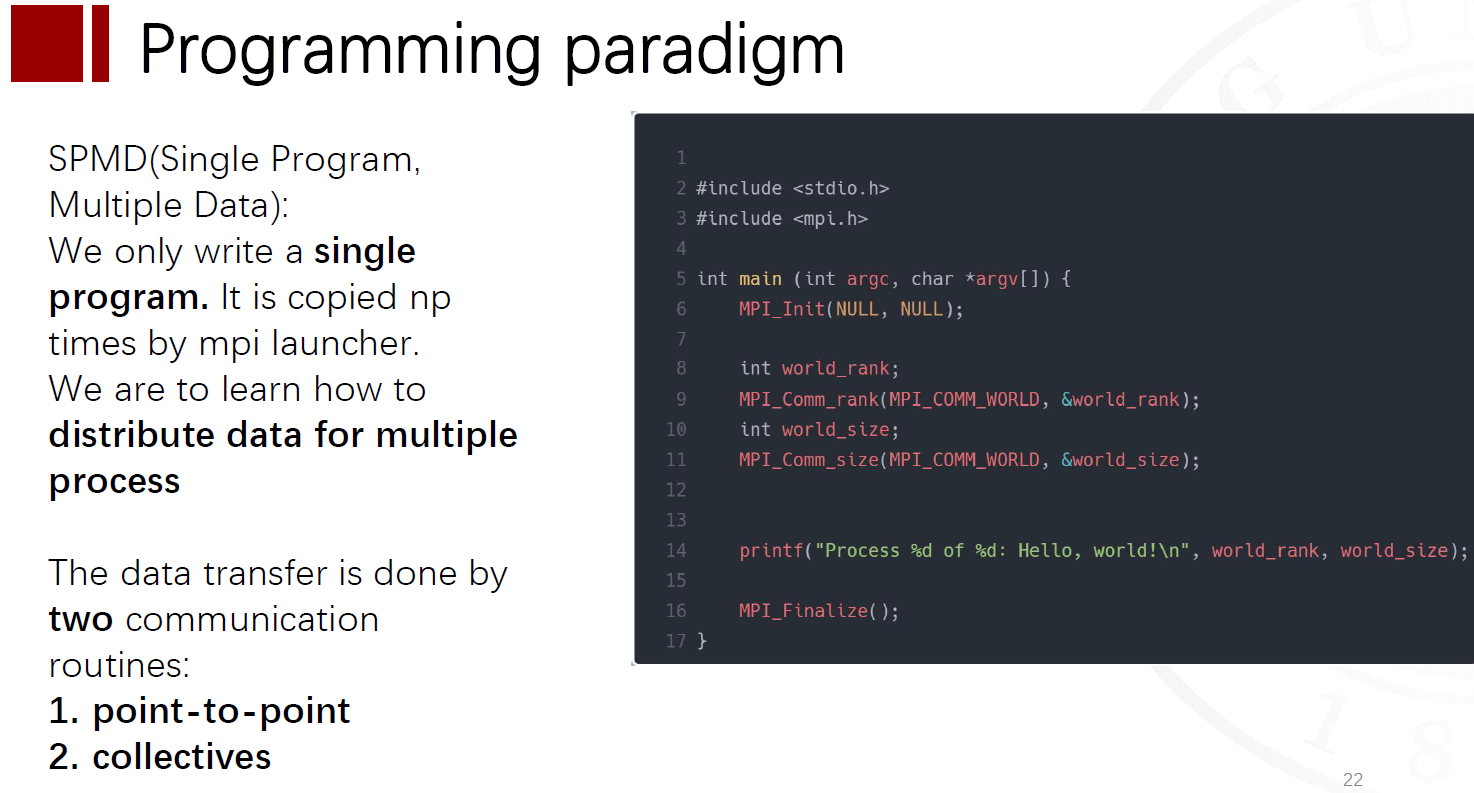 Programming paradigm
SPMD(Single Program,
Multiple Data):
We only write a single
program. It is copied np
times by mpi launcher.
We are to learn how to
distribute data for multiple
process
The data transfer is done by
two communication
routines:
1. point-to-point
2. collectives
1
2 #include <stdio.h>
3 #include <mpi.h>
4
5 int main (int argc, char *argv[]) {
6     MPI_Init(NULL, NULL);
7
8     int world_rank;
9     MPI_Comm_rank(MPI_COMM_WORLD, &world_rank);
10     int world_size;
11     MPI_Comm_size(MPI_COMM_WORLD, &world_size);
12
13
14     printf("Process %d of %d: Hello, world!\n", world_rank, world_size);
15
16     MPI_Finalize();
17 }
22